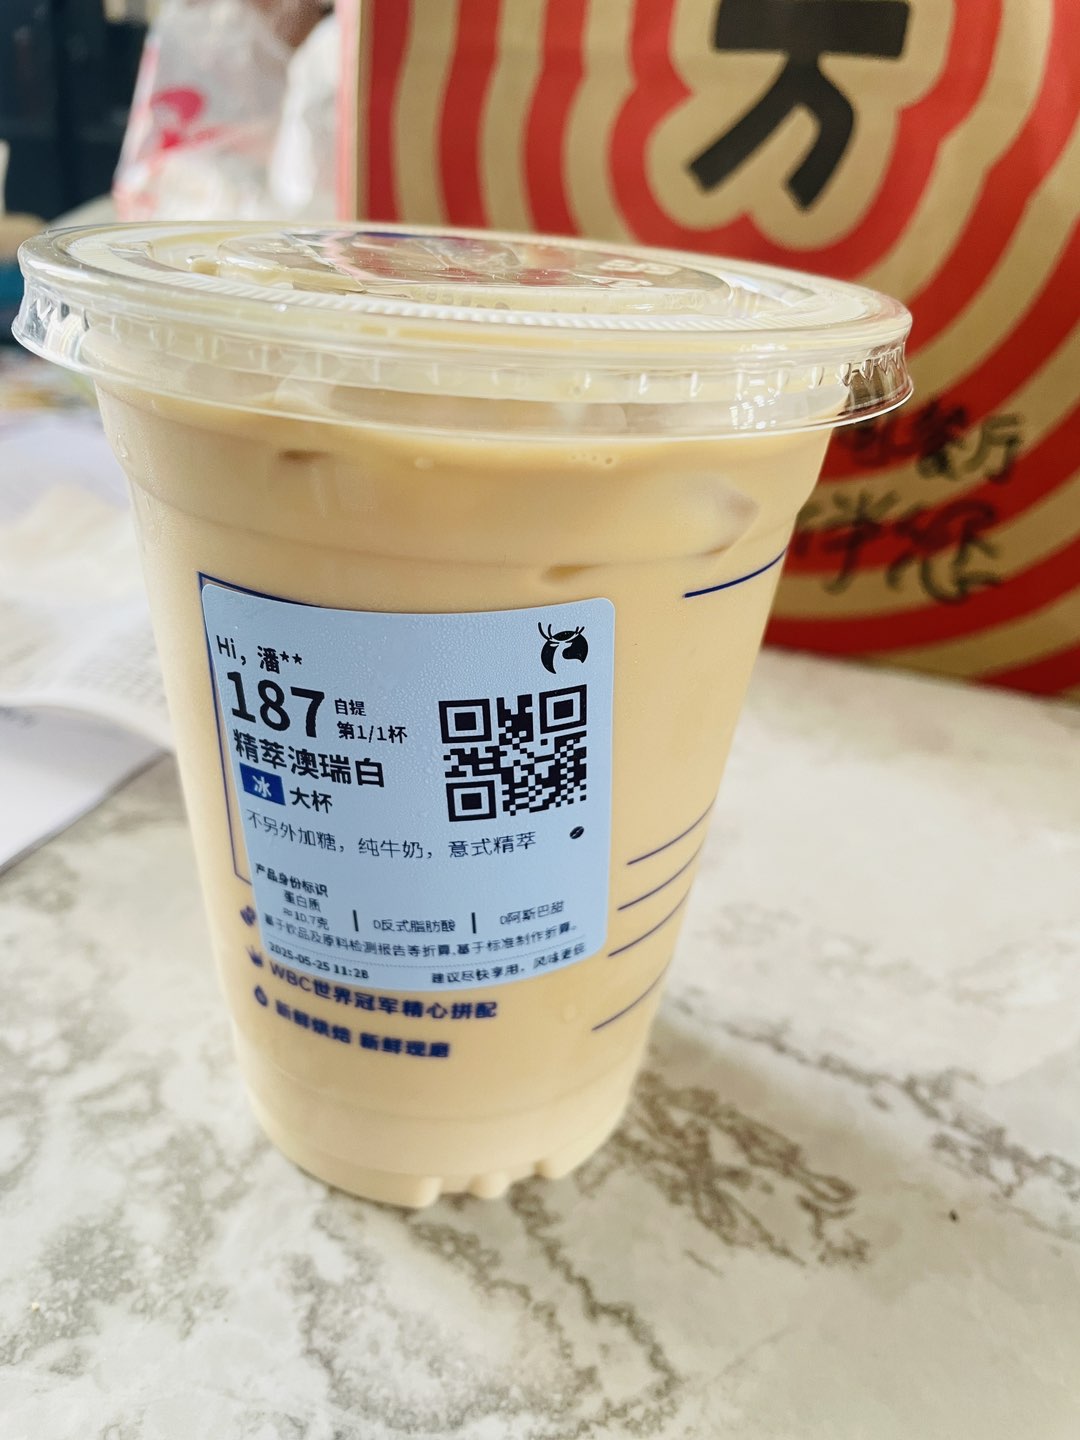 万
餐厅
伴您
Hi, 潘**
187 自提
第1/1杯
精萃澳瑞白
冰 大杯
不另外加糖，纯牛奶，意式精萃
产品身份标识
蛋白质
≈10.7克 | 0反式脂肪酸 | 0阿斯巴甜
基于饮品及原料检测报告等折算,基于标准制作折算。
2025-05-25 11:28 建议尽快享用，风味更佳
WBC世界冠军精心拼配
新鲜烘焙 新鲜现磨